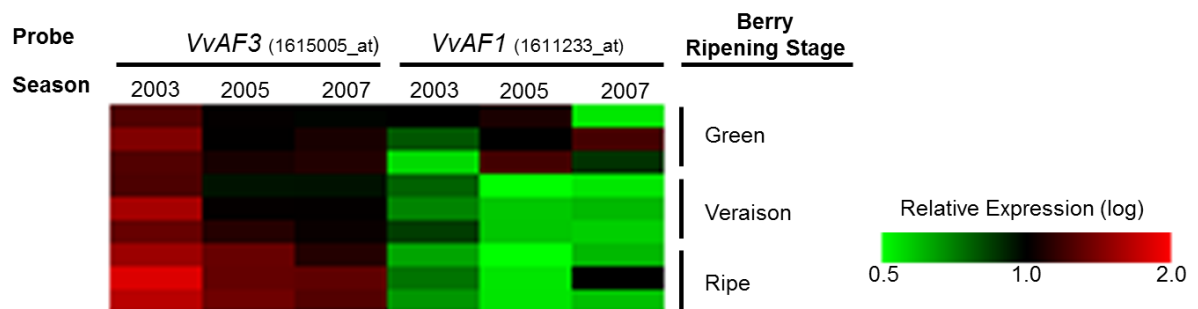 Probe
VvAF3 (1615005_at)
VvAF1 (1611233_at)
Berry
Ripening Stage
Season
2003 2005 2007 2003 2005 2007
Green
Veraison
Ripe
Relative Expression (log)
0.5 1.0 2.0